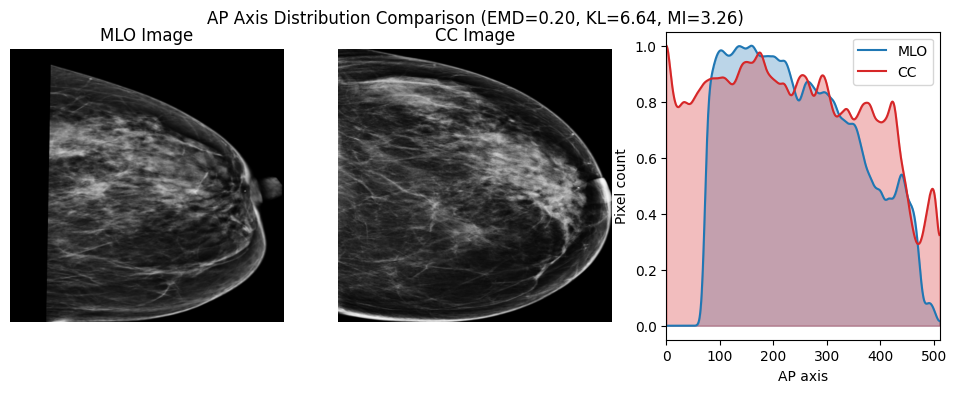 AP Axis Distribution Comparison (EMD=0.20, KL=6.64, MI=3.26)
MLO Image
CC Image
MLO
CC
1.0
0.8
0.6
0.4
0.2
0.0
Pixel count
0 100 200 300 400 500
AP axis